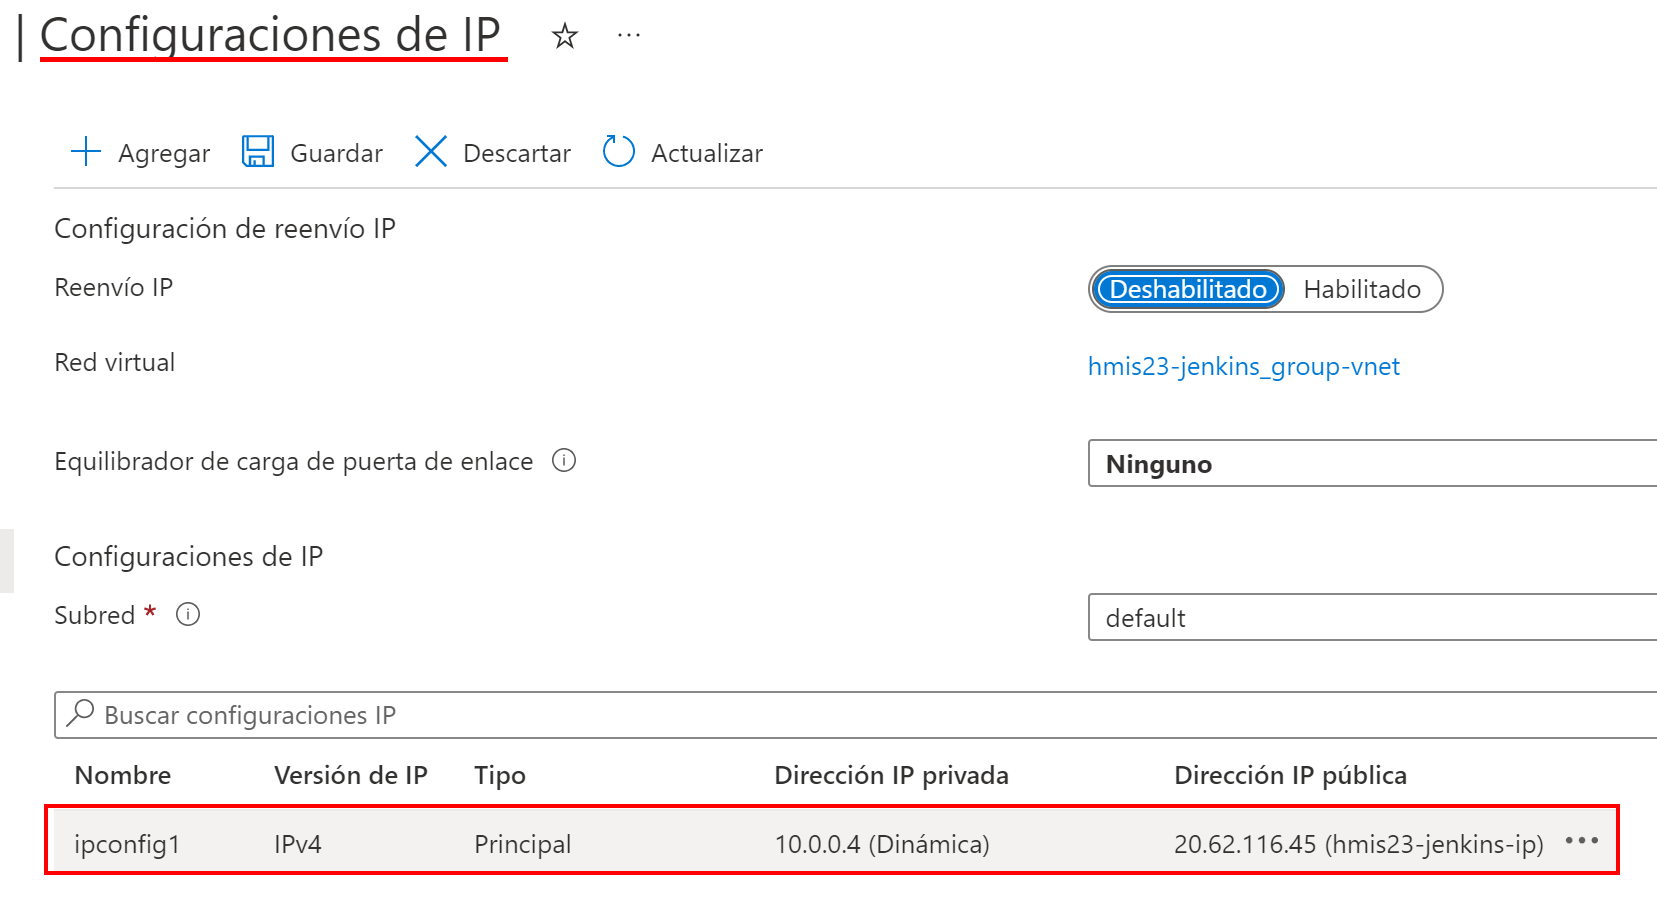 Configuraciones de IP
Agregar Guardar Descartar Actualizar
Configuración de reenvío IP
Reenvío IP Deshabilitado Habilitado
Red virtual hmis23-jenkins_group-vnet
Equilibrador de carga de puerta de enlace Ninguno
Configuraciones de IP
Subred * default
Buscar configuraciones IP
Nombre Versión de IP Tipo Dirección IP privada Dirección IP pública
ipconfig1 IPv4 Principal 10.0.0.4 (Dinámica) 20.62.116.45 (hmis23-jenkins-ip)